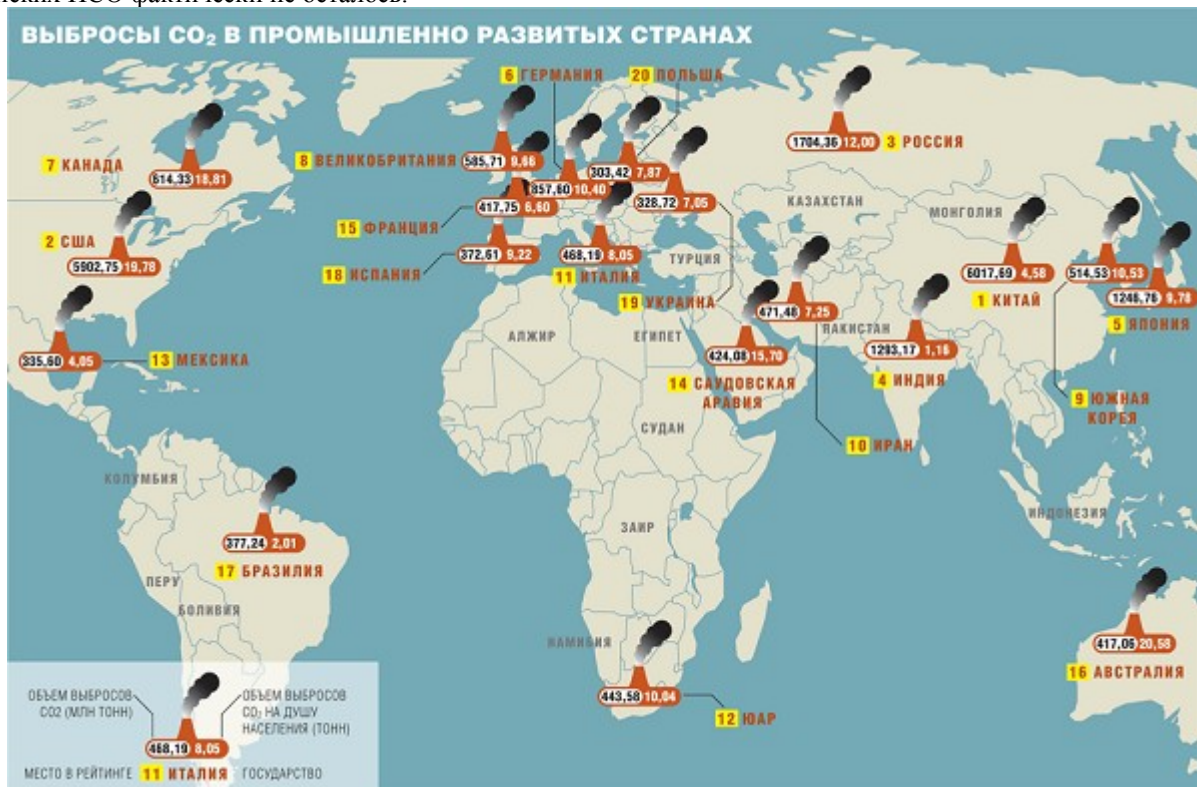 ВЫБРОСЫ CO₂ В ПРОМЫШЛЕННО РАЗВИТЫХ СТРАНАХ
6 ГЕРМАНИЯ
20 ПОЛЬША
7 КАНАДА
614,33 18,81
8 ВЕЛИКОБРИТАНИЯ
585,71 9,66
303,42 7,87
1704,36 12,00
3 РОССИЯ
857,60 10,40
328,72 7,05
417,75 6,60
КАЗАХСТАН
МОНГОЛИЯ
15 ФРАНЦИЯ
2 США
5902,75 19,78
372,61 9,22
468,19 8,05
ТУРЦИЯ
18 ИСПАНИЯ
11 ИТАЛИЯ
6017,69 4,58
514,53 10,53
1 КИТАЙ
19 УКРАИНА
471,48 7,25
1246,76 9,78
5 ЯПОНИЯ
АЛЖИР
ЕГИПЕТ
ПАКИСТАН
335,60 4,05
13 МЕКСИКА
424,08 15,70
1293,17 1,16
4 ИНДИЯ
14 САУДОВСКАЯ
АРАВИЯ
9 ЮЖНАЯ
КОРЕЯ
СУДАН
10 ИРАН
КОЛУМБИЯ
ИНДОНЕЗИЯ
ЗАИР
377,24 2,01
17 БРАЗИЛИЯ
ПЕРУ
БОЛИВИЯ
НАМИБИЯ
417,06 20,58
16 АВСТРАЛИЯ
443,58 10,04
12 ЮАР
ОБЪЕМ ВЫБРОСОВ
CO2 (МЛН ТОНН)
ОБЪЕМ ВЫБРОСОВ
CO₂ НА ДУШУ
НАСЕЛЕНИЯ (ТОНН)
468,19 8,05
МЕСТО В РЕЙТИНГЕ 11 ИТАЛИЯ ГОСУДАРСТВО